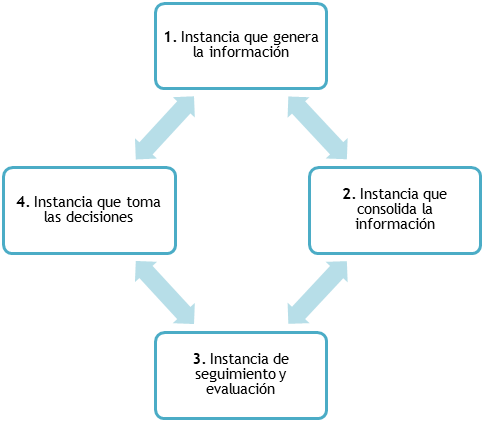 1. Instancia que genera
la información
2. Instancia que
consolida la
información
3. Instancia de
seguimiento y
evaluación
4. Instancia que toma
las decisiones